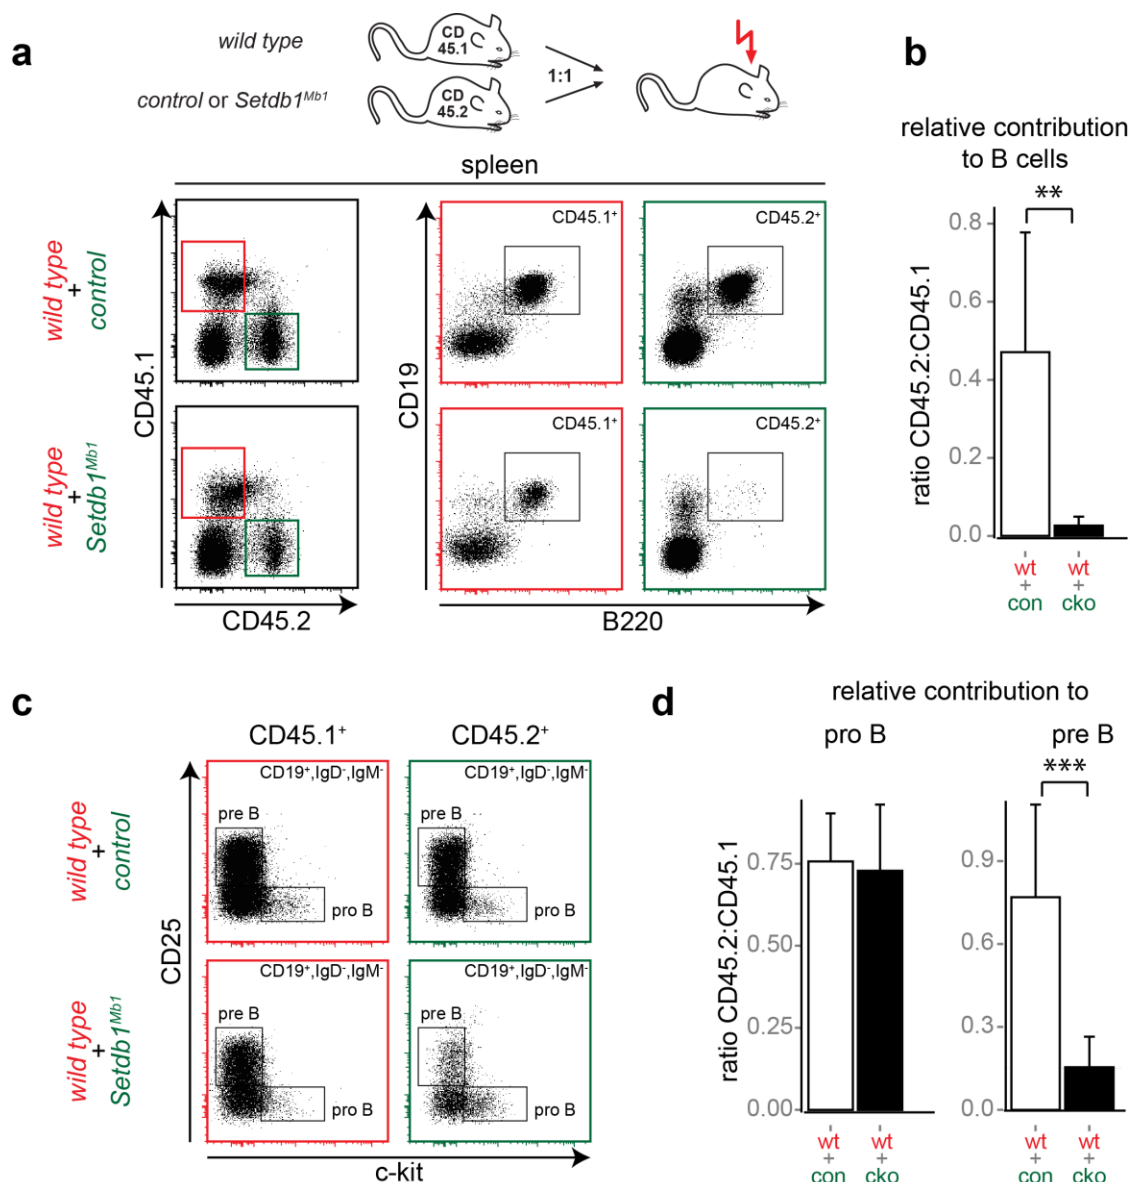 a
wild type
control or Setdb1^Mb1
CD
45.1
CD
45.2
1:1
spleen
wild type
+
control
CD45.1
CD19
CD45.1⁺
CD45.2⁺
wild type
+
Setdb1^Mb1
CD45.1⁺
CD45.2⁺
CD45.2
B220
b
relative contribution
to B cells
**
ratio CD45.2:CD45.1
0.8
0.6
0.4
0.2
0.0
wt
+
con
wt
+
cko
c
CD45.1⁺
CD45.2⁺
wild type
+
control
CD25
CD19⁺,IgD⁻,IgM⁻
pre B
pro B
CD19⁺,IgD⁻,IgM⁻
pre B
pro B
wild type
+
Setdb1^Mb1
CD19⁺,IgD⁻,IgM⁻
pre B
pro B
CD19⁺,IgD⁻,IgM⁻
pre B
pro B
c-kit
d
relative contribution to
pro B
ratio CD45.2:CD45.1
0.75
0.50
0.25
0.00
wt
+
con
wt
+
cko
pre B
***
0.9
0.6
0.3
0.0
wt
+
con
wt
+
cko